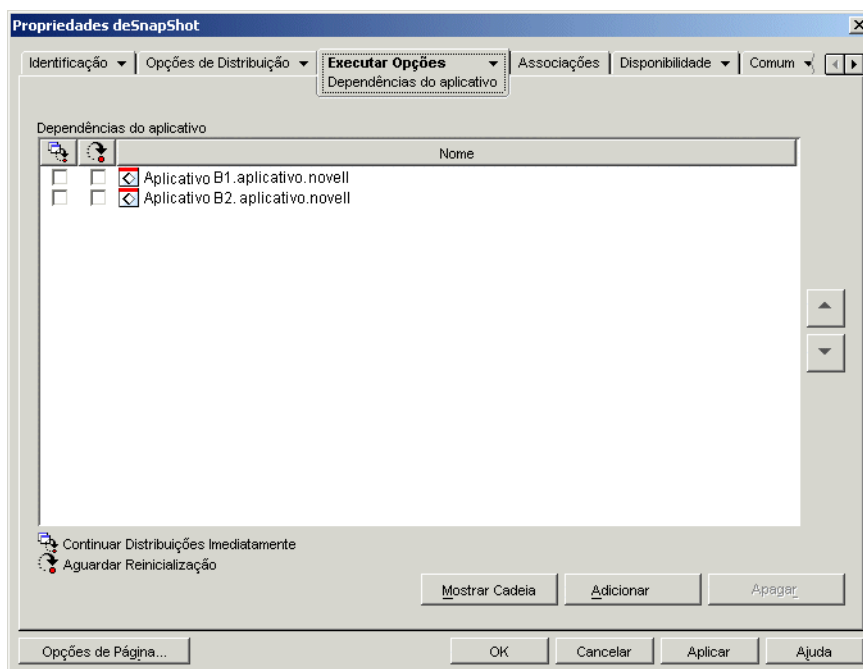 Propriedades deSnapShot
Identificação Opções de Distribuição Executar Opções Associações Disponibilidade Comum
Dependências do aplicativo
Dependências do aplicativo
Nome
Aplicativo B1.aplicativo.novell
Aplicativo B2. aplicativo.novell
Continuar Distribuições Imediatamente
Aguardar Reinicialização
Mostrar Cadeia Adicionar Apagar
Opções de Página... OK Cancelar Aplicar Ajuda